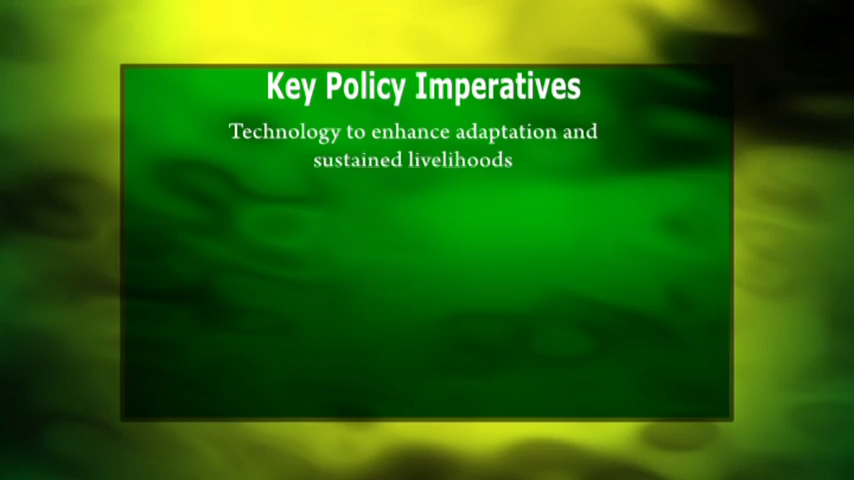 Key Policy Imperatives
Technology to enhance adaptation and
sustained livelihoods